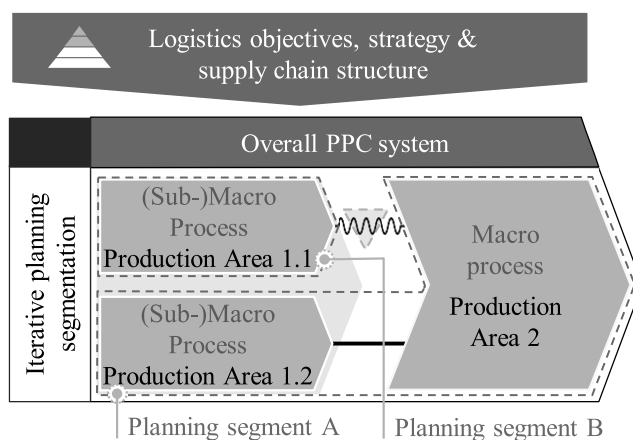 Logistics objectives, strategy &
supply chain structure
Overall PPC system
Iterative planning
segmentation
(Sub-)Macro
Process
Production Area 1.1
(Sub-)Macro
Process
Production Area 1.2
Macro
process
Production
Area 2
Planning segment A
Planning segment B